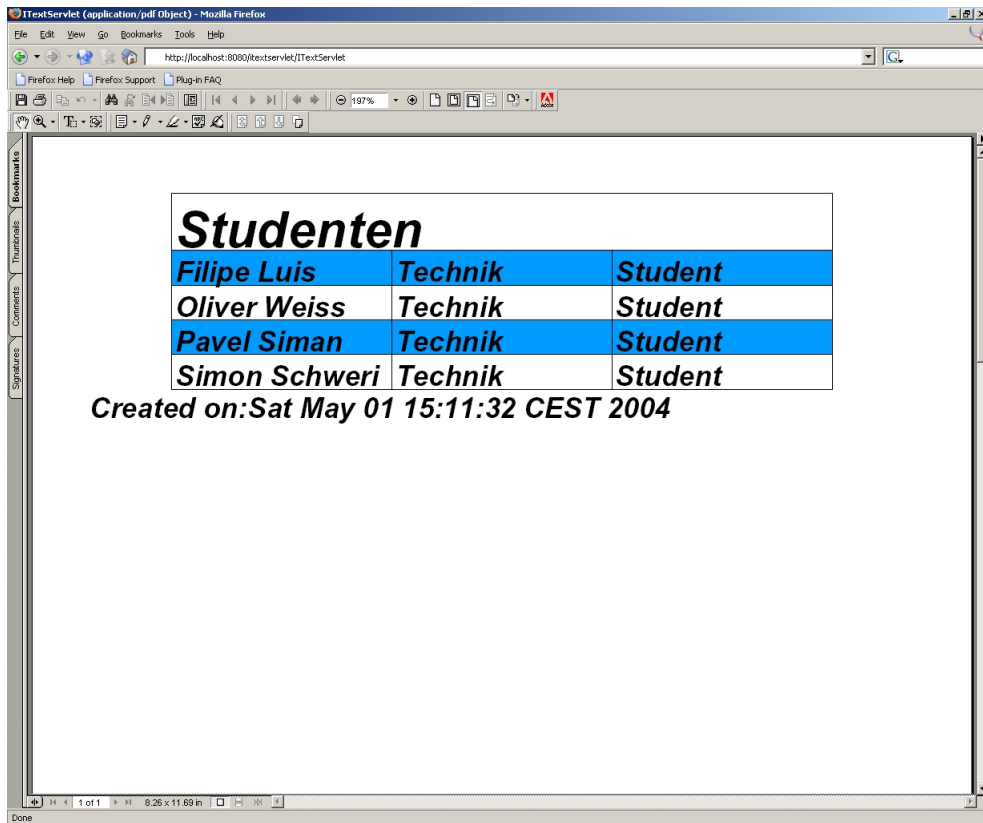 ITextServlet (application/pdf Object) - Mozilla Firefox
File Edit View Go Bookmarks Tools Help
http://localhost:8080/itextservlet/ITextServlet
G.
Firefox Help Firefox Support Plug-in FAQ
197%
Adobe
Bookmarks
Thumbnails
Comments
Signatures
Studenten
Filipe Luis Technik Student
Oliver Weiss Technik Student
Pavel Siman Technik Student
Simon Schweri Technik Student
Created on:Sat May 01 15:11:32 CEST 2004
1 of 1 8.26 x 11.69 in
Done